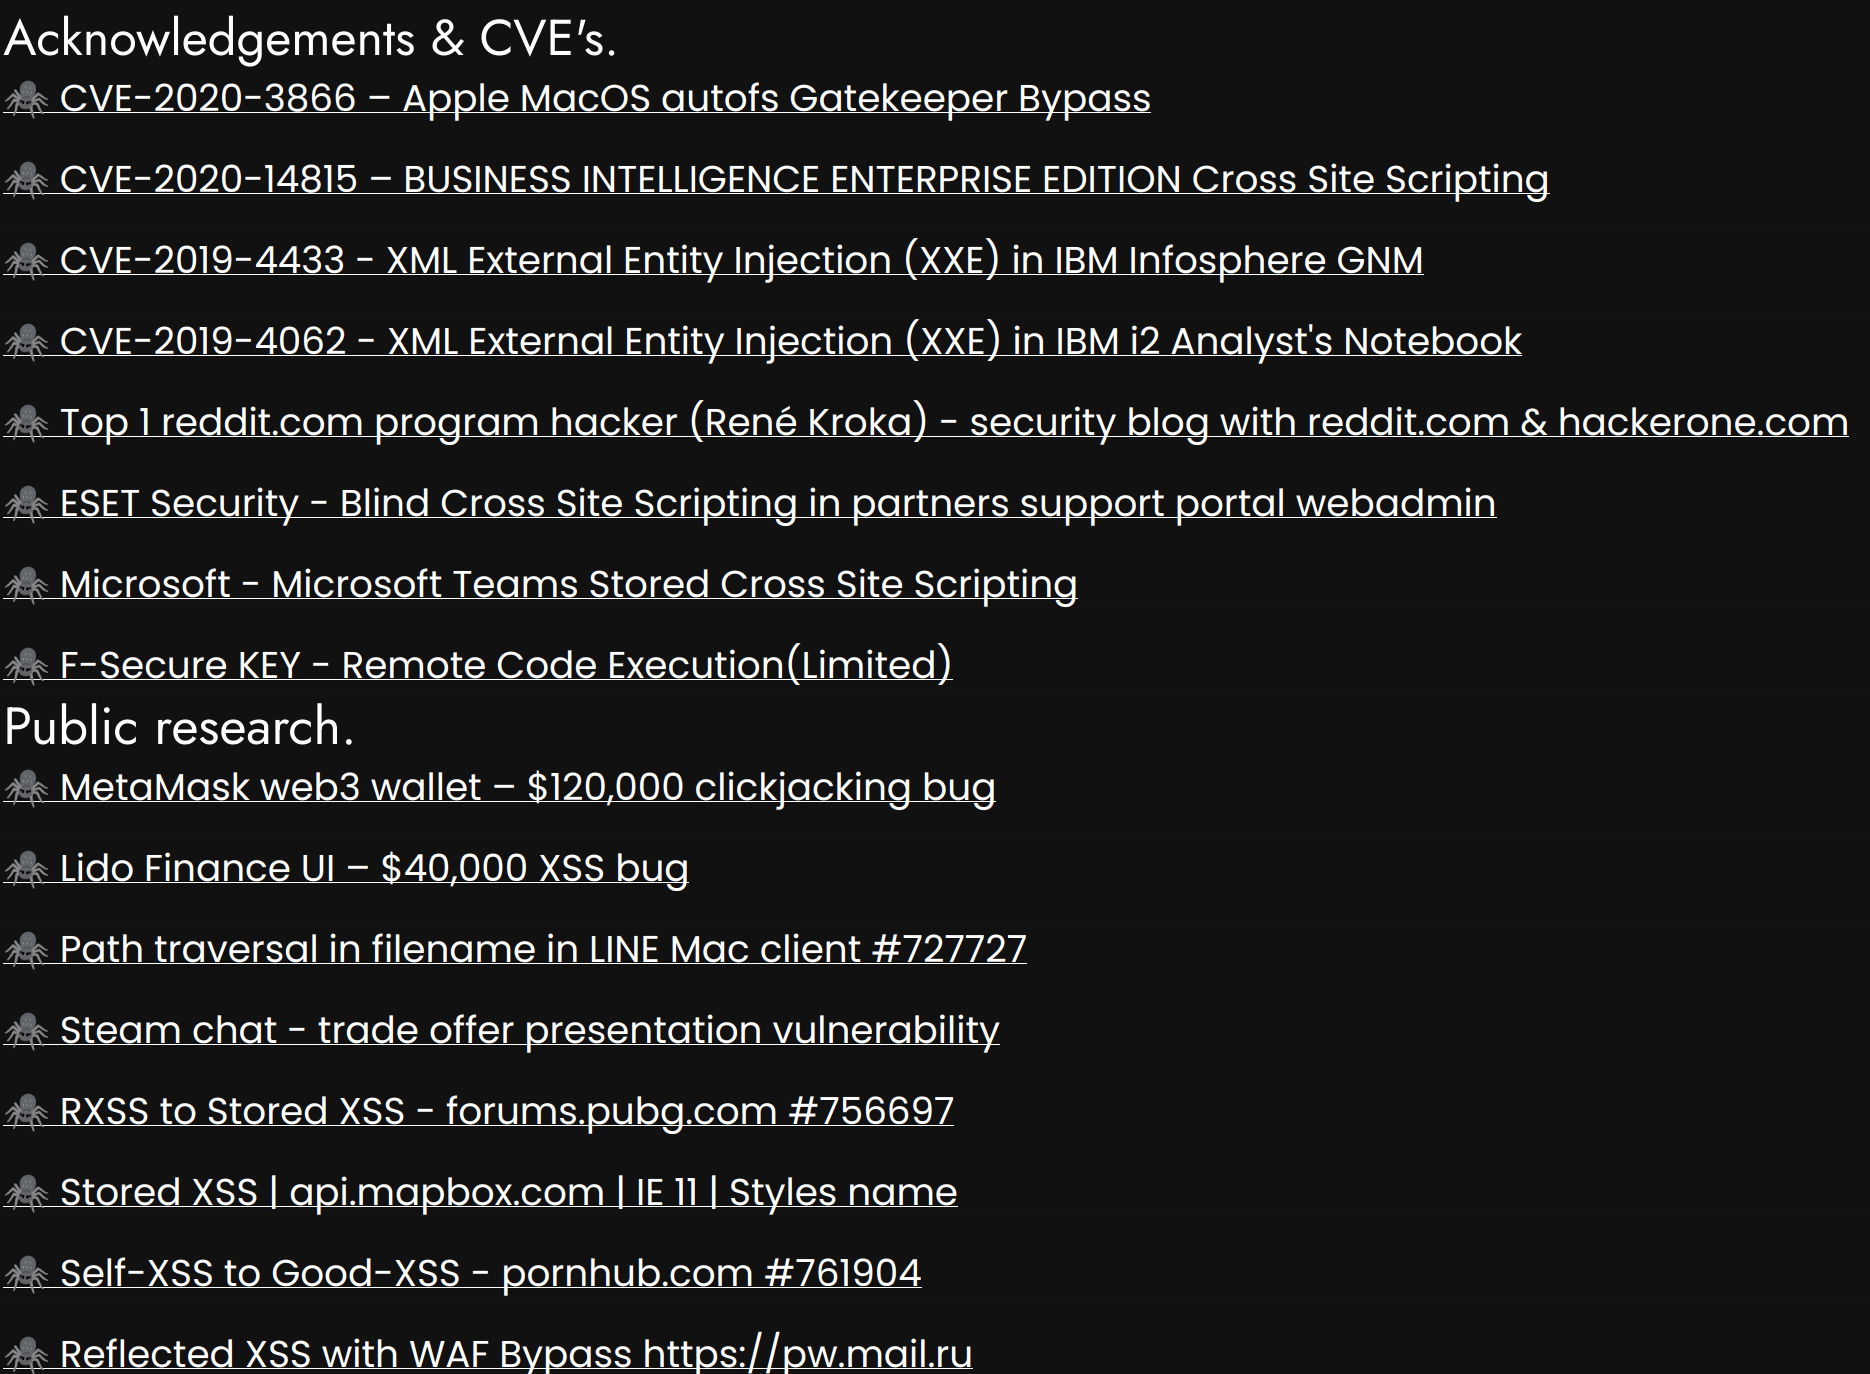 Acknowledgements & CVE's.
CVE-2020-3866 – Apple MacOS autofs Gatekeeper Bypass
CVE-2020-14815 – BUSINESS INTELLIGENCE ENTERPRISE EDITION Cross Site Scripting
CVE-2019-4433 - XML External Entity Injection (XXE) in IBM Infosphere GNM
CVE-2019-4062 - XML External Entity Injection (XXE) in IBM i2 Analyst's Notebook
Top 1 reddit.com program hacker (René Kroka) - security blog with reddit.com & hackerone.com
ESET Security - Blind Cross Site Scripting in partners support portal webadmin
Microsoft - Microsoft Teams Stored Cross Site Scripting
F-Secure KEY - Remote Code Execution(Limited)
Public research.
MetaMask web3 wallet – $120,000 clickjacking bug
Lido Finance UI – $40,000 XSS bug
Path traversal in filename in LINE Mac client #727727
Steam chat - trade offer presentation vulnerability
RXSS to Stored XSS - forums.pubg.com #756697
Stored XSS | api.mapbox.com | IE 11 | Styles name
Self-XSS to Good-XSS - pornhub.com #761904
Reflected XSS with WAF Bypass https://pw.mail.ru